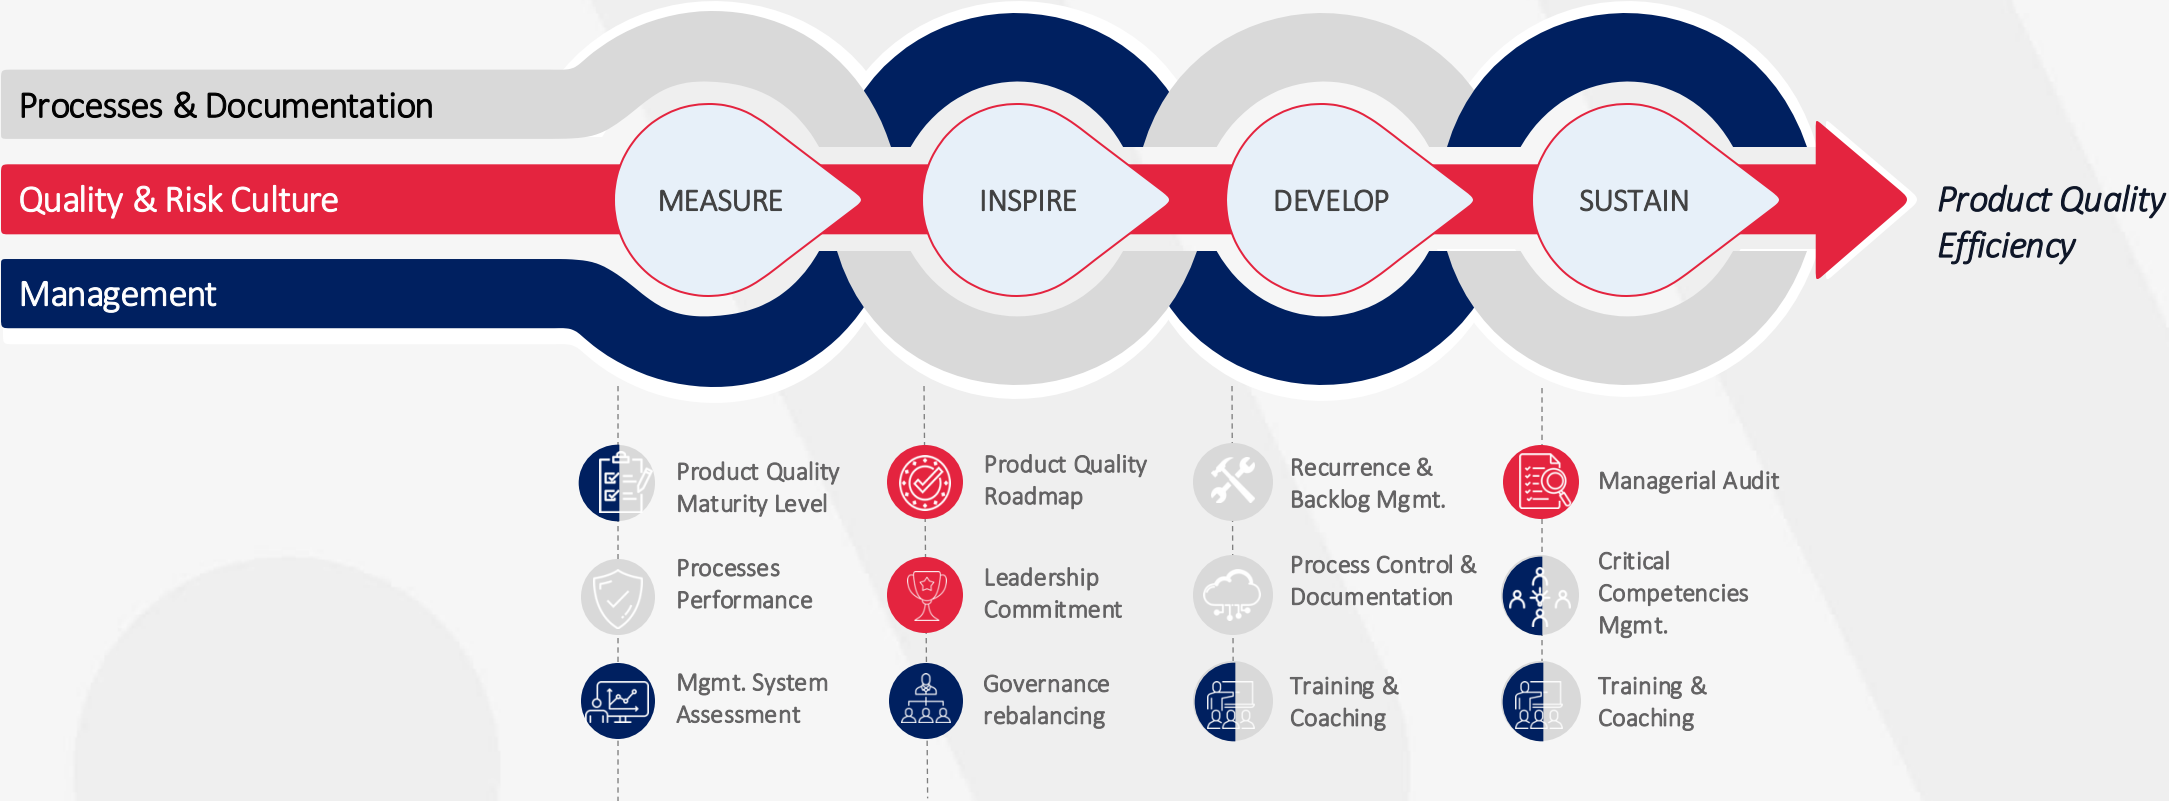 Processes & Documentation
Quality & Risk Culture
Management
MEASURE
INSPIRE
DEVELOP
SUSTAIN
Product Quality
Efficiency
Product Quality
Maturity Level
Processes
Performance
Mgmt. System
Assessment
Product Quality
Roadmap
Leadership
Commitment
Governance
rebalancing
Recurrence &
Backlog Mgmt.
Process Control &
Documentation
Training &
Coaching
Managerial Audit
Critical
Competencies
Mgmt.
Training &
Coaching